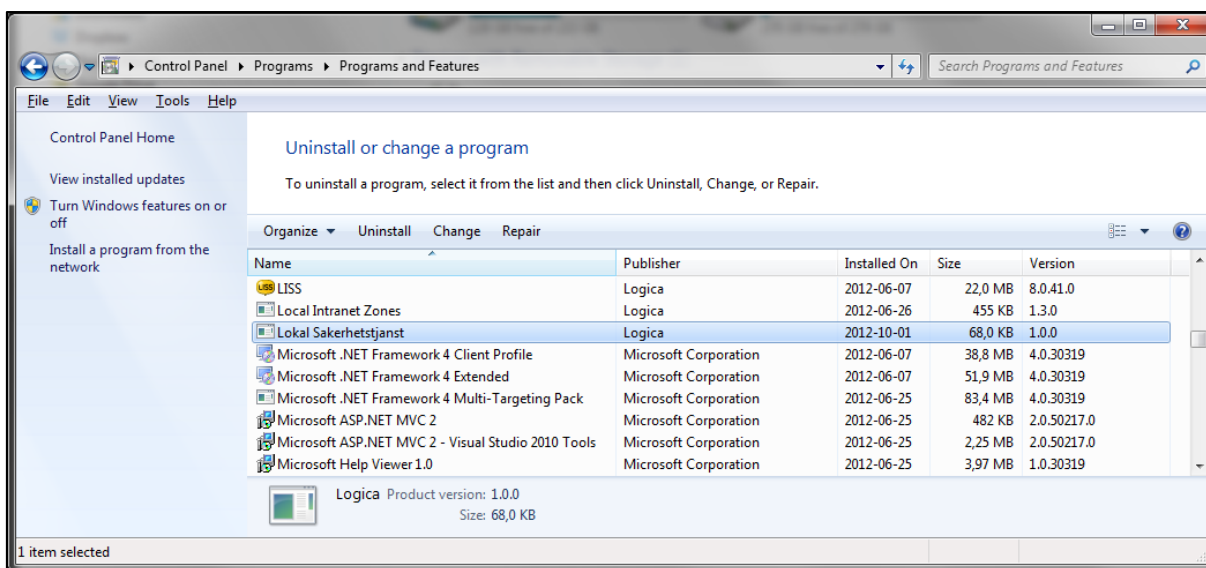 Control Panel Programs Programs and Features Search Programs and Features
File Edit View Tools Help
Control Panel Home
View installed updates
Turn Windows features on or
off
Install a program from the
network
Uninstall or change a program
To uninstall a program, select it from the list and then click Uninstall, Change, or Repair.
Organize Uninstall Change Repair
Name Publisher Installed On Size Version
LISS LISS Logica 2012-06-07 22,0 MB 8.0.41.0
Local Intranet Zones Logica 2012-06-26 455 KB 1.3.0
Lokal Sakerhetstjanst Logica 2012-10-01 68,0 KB 1.0.0
Microsoft .NET Framework 4 Client Profile Microsoft Corporation 2012-06-07 38,8 MB 4.0.30319
Microsoft .NET Framework 4 Extended Microsoft Corporation 2012-06-07 51,9 MB 4.0.30319
Microsoft .NET Framework 4 Multi-Targeting Pack Microsoft Corporation 2012-06-25 83,4 MB 4.0.30319
Microsoft ASP.NET MVC 2 Microsoft Corporation 2012-06-25 482 KB 2.0.50217.0
Microsoft ASP.NET MVC 2 - Visual Studio 2010 Tools Microsoft Corporation 2012-06-25 2,25 MB 2.0.50217.0
Microsoft Help Viewer 1.0 Microsoft Corporation 2012-06-25 3,97 MB 1.0.30319
Logica Product version: 1.0.0
Size: 68,0 KB
1 item selected